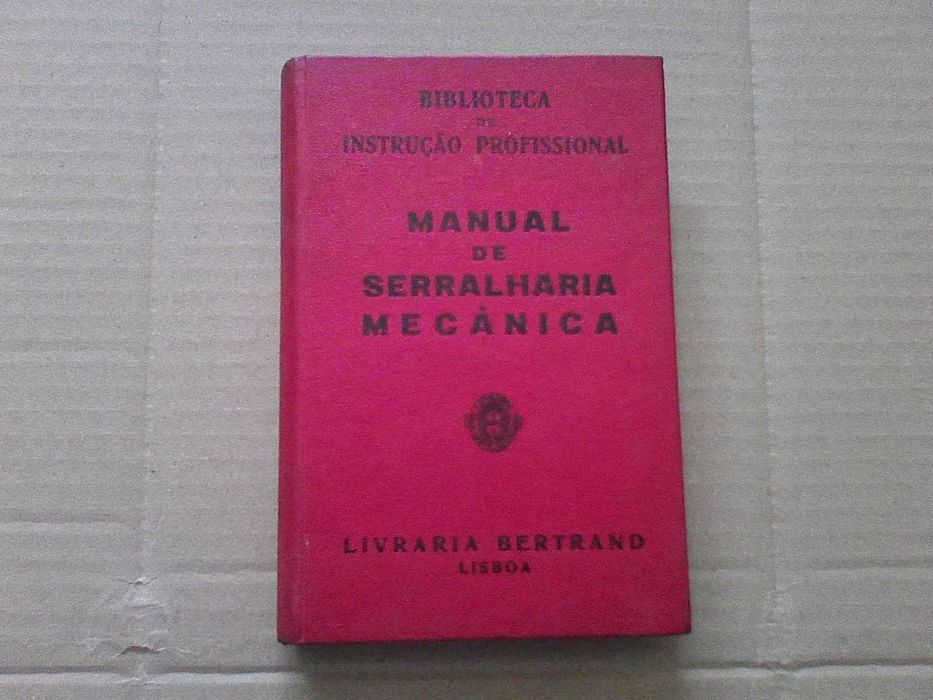 BIBLIOTECA
DE
INSTRUÇÃO PROFISSIONAL
MANUAL
DE
SERRALHARIA
MECÂNICA
LIVRARIA BERTRAND
LISBOA